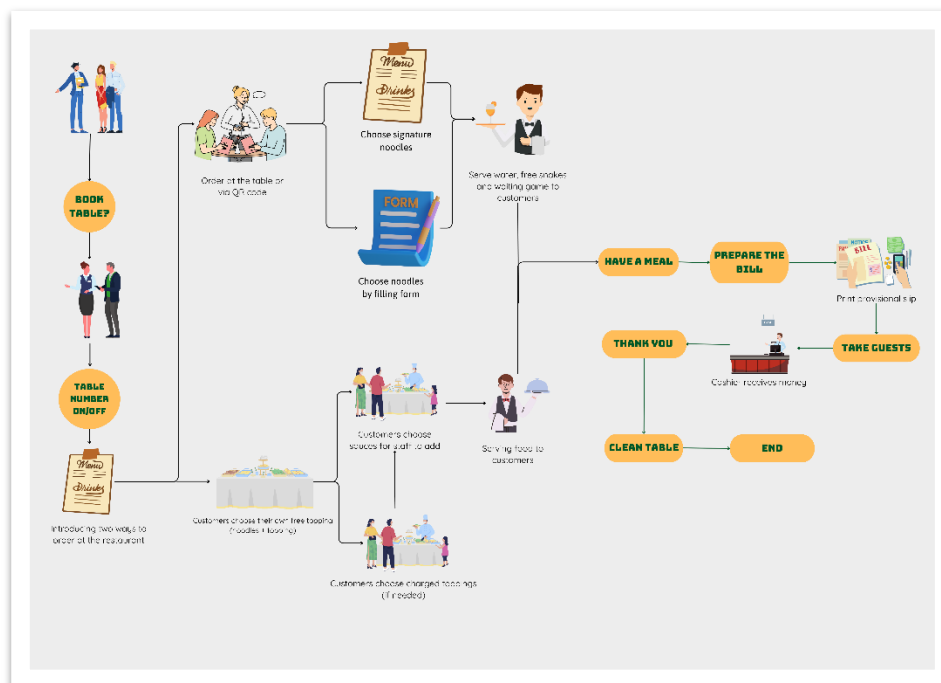 BOOK
TABLE?
TABLE
NUMBER
ON/OFF
Menu
Drinks
Introducing two ways to
order at the restaurant
Order at the table or
via QR code
Menu
Drinks
Choose signature
noodles
FORM
Choose noodles
by filling form
Serve water, free snakes
and waiting game to
customers
Customers choose their own free topping
(noodles + topping)
Customers choose
sauces for staff to add
Customers choose charged toppings
(if needed)
Serving food to
customers
HAVE A MEAL
PREPARE THE
BILL
BILL
Print provisional slip
TAKE GUESTS
Cashier receives money
THANK YOU
CLEAN TABLE
END